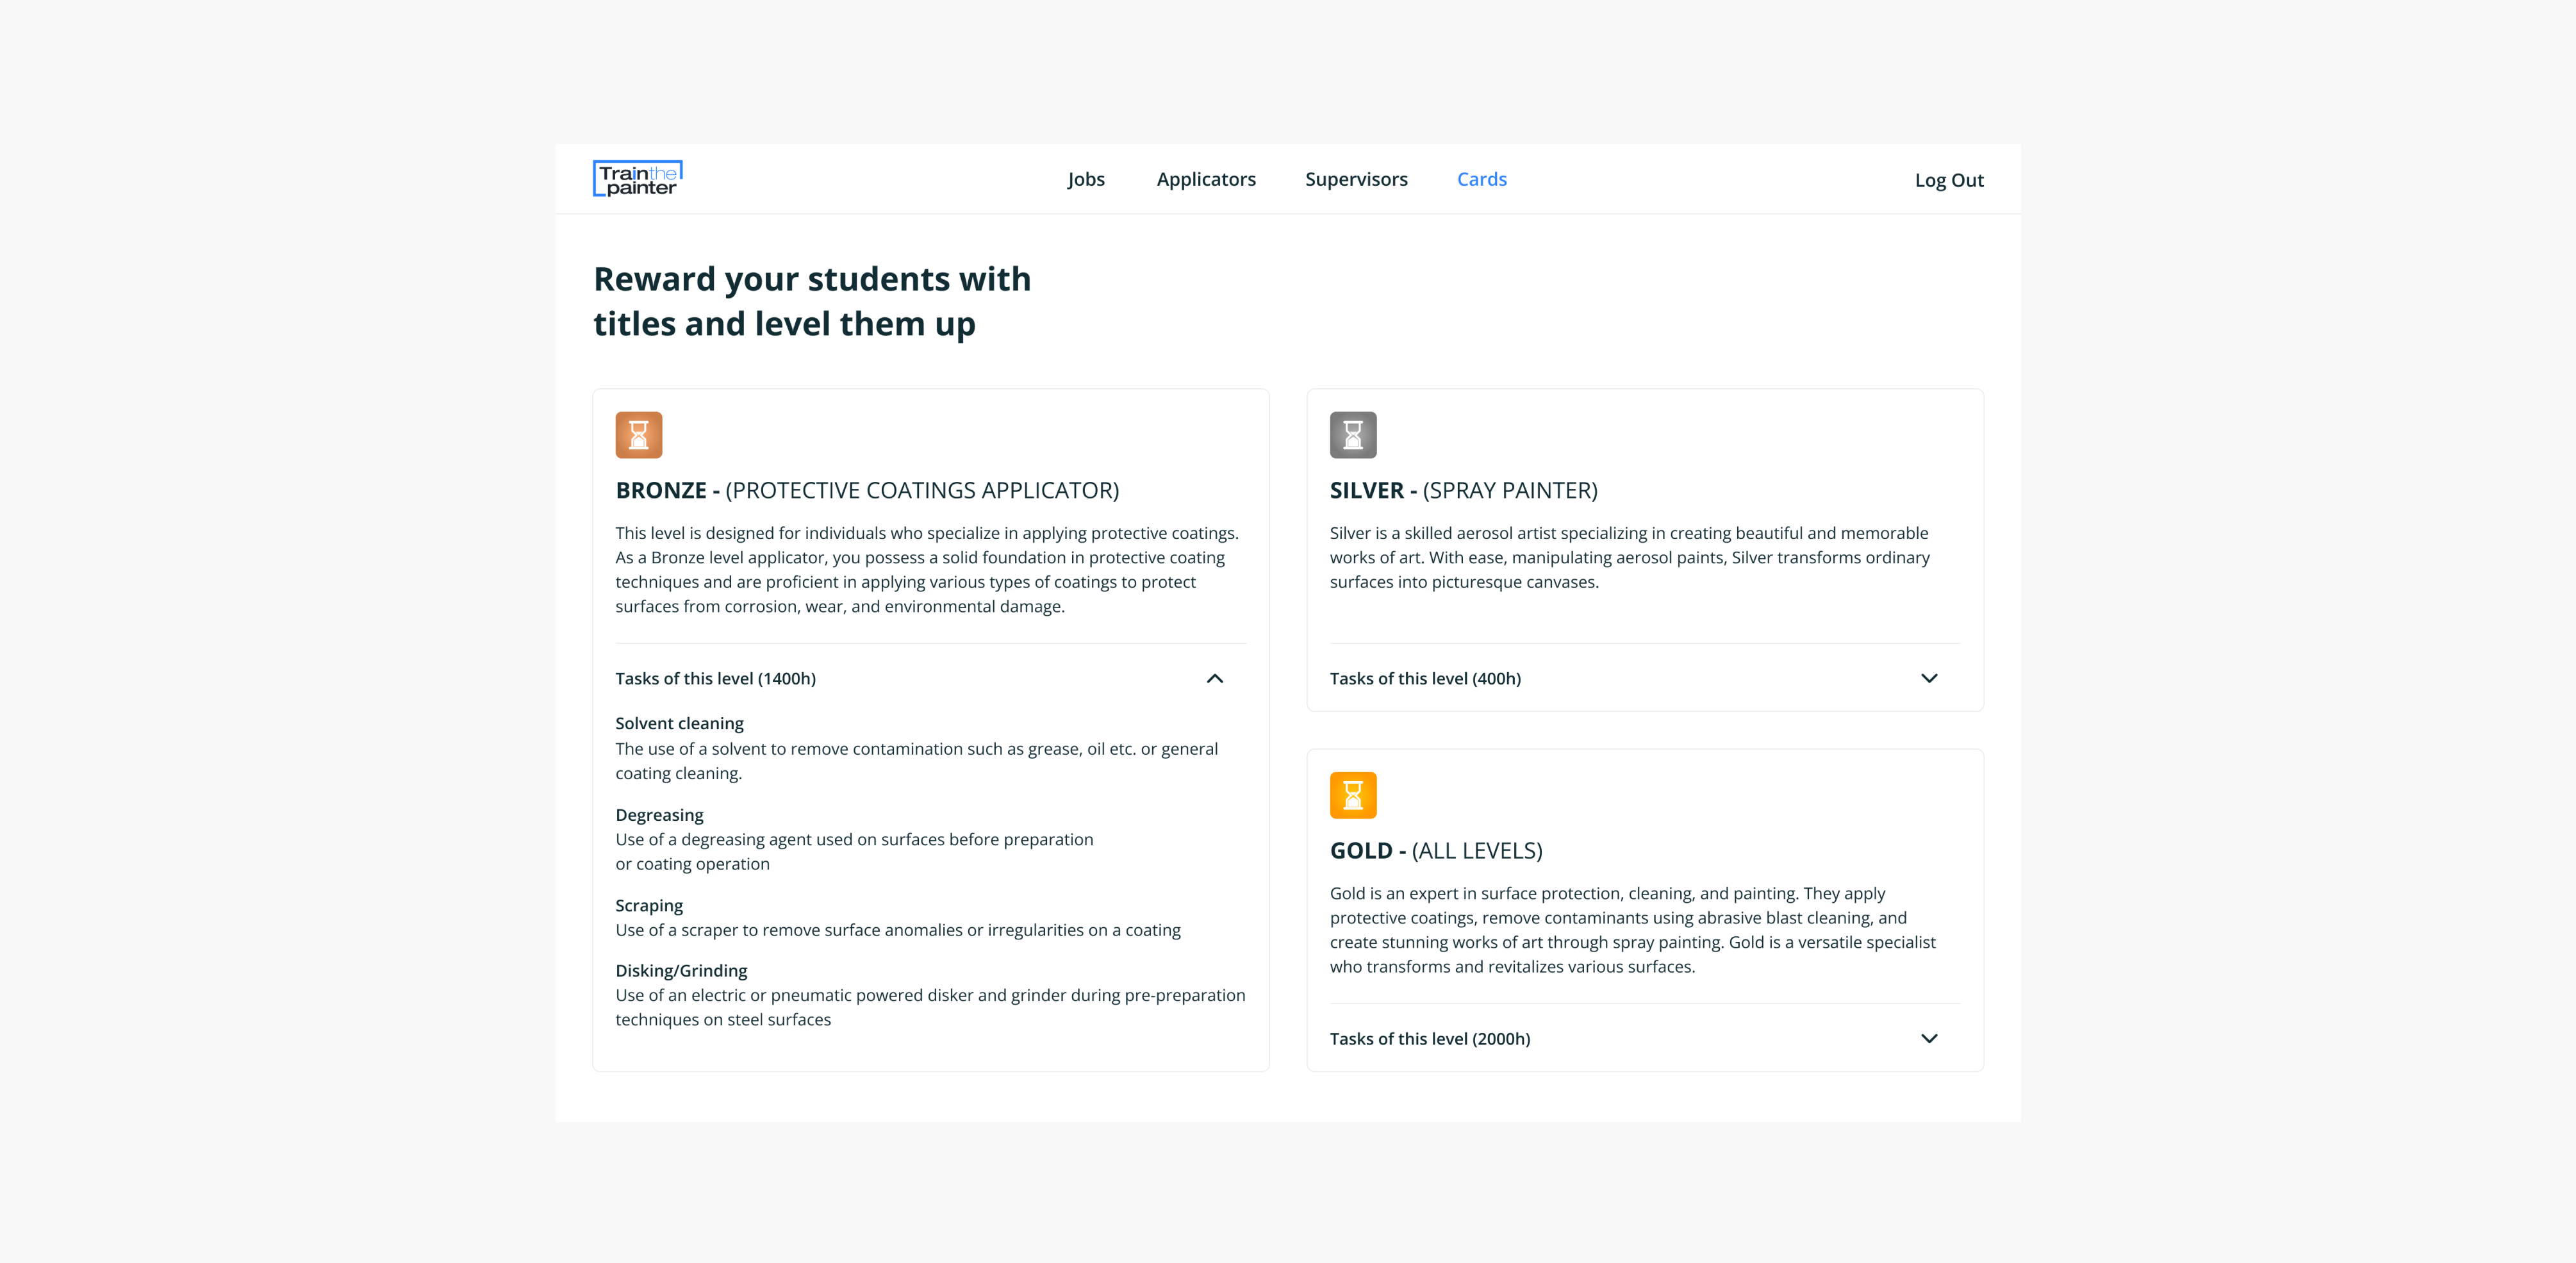 Trainthe
painter
Jobs
Applicators
Supervisors
Cards
Log Out
Reward your students with
titles and level them up
BRONZE - (PROTECTIVE COATINGS APPLICATOR)
This level is designed for individuals who specialize in applying protective coatings.
As a Bronze level applicator, you possess a solid foundation in protective coating
techniques and are proficient in applying various types of coatings to protect
surfaces from corrosion, wear, and environmental damage.
Tasks of this level (1400h)
Solvent cleaning
The use of a solvent to remove contamination such as grease, oil etc. or general
coating cleaning.
Degreasing
Use of a degreasing agent used on surfaces before preparation
or coating operation
Scraping
Use of a scraper to remove surface anomalies or irregularities on a coating
Disking/Grinding
Use of an electric or pneumatic powered disker and grinder during pre-preparation
techniques on steel surfaces
SILVER - (SPRAY PAINTER)
Silver is a skilled aerosol artist specializing in creating beautiful and memorable
works of art. With ease, manipulating aerosol paints, Silver transforms ordinary
surfaces into picturesque canvases.
Tasks of this level (400h)
GOLD - (ALL LEVELS)
Gold is an expert in surface protection, cleaning, and painting. They apply
protective coatings, remove contaminants using abrasive blast cleaning, and
create stunning works of art through spray painting. Gold is a versatile specialist
who transforms and revitalizes various surfaces.
Tasks of this level (2000h)